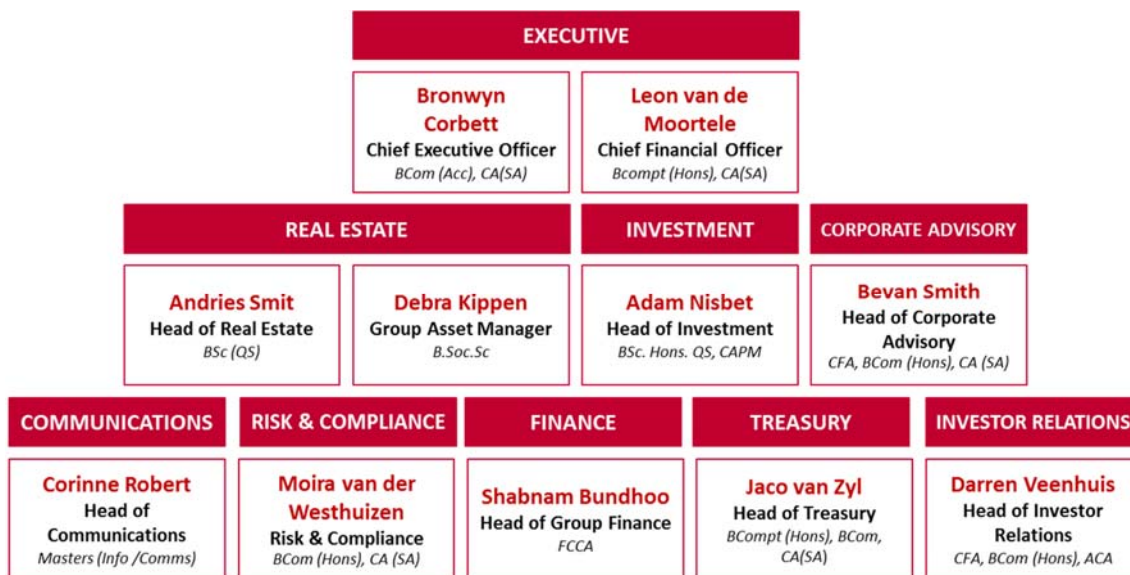 EXECUTIVE
Bronwyn
Corbett
Chief Executive Officer
BCom (Acc), CA(SA)
Leon van de
Moortele
Chief Financial Officer
Bcompt (Hons), CA(SA)
REAL ESTATE
INVESTMENT
CORPORATE ADVISORY
Andries Smit
Head of Real Estate
BSc (QS)
Debra Kippen
Group Asset Manager
B.Soc.Sc
Adam Nisbet
Head of Investment
BSc. Hons. QS, CAPM
Bevan Smith
Head of Corporate
Advisory
CFA, BCom (Hons), CA (SA)
COMMUNICATIONS
RISK & COMPLIANCE
FINANCE
TREASURY
INVESTOR RELATIONS
Corinne Robert
Head of
Communications
Masters (Info /Comms)
Moira van der
Westhuizen
Risk & Compliance
BCom (Hons), CA (SA)
Shabnam Bundhoo
Head of Group Finance
FCCA
Jaco van Zyl
Head of Treasury
BCompt (Hons), BCom,
CA(SA)
Darren Veenhuis
Head of Investor
Relations
CFA, BCom (Hons), ACA